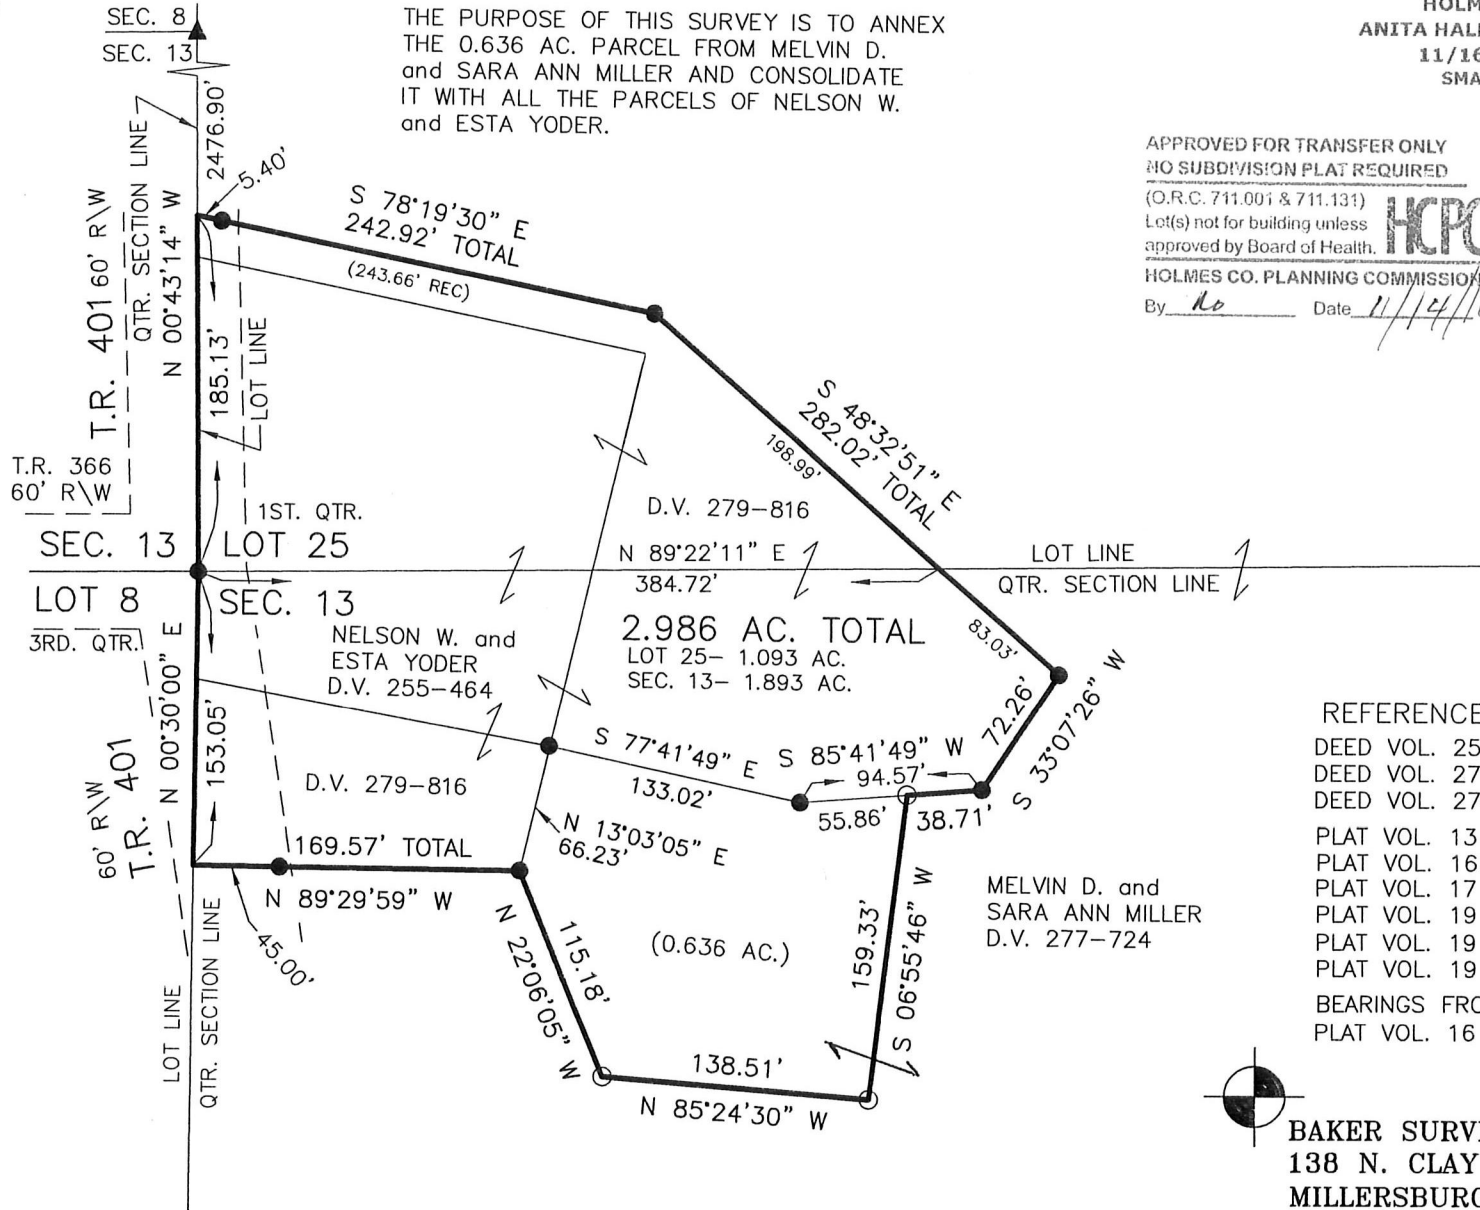 SEC. 8
SEC. 13
THE PURPOSE OF THIS SURVEY IS TO ANNEX
THE 0.636 AC. PARCEL FROM MELVIN D.
and SARA ANN MILLER AND CONSOLIDATE
IT WITH ALL THE PARCELS OF NELSON W.
and ESTA YODER.
ANITA
11/16
APPROVED FOR TRANSFER ONLY
NO SUBDIVISION PLAT REQUIRED
(O.R.C. 711.001 & 711.131)
Lot(s) not for building unless
approved by Board of Health.
HCPC
HOLMES CO. PLANNING COMMISSION
By
Date 11/14/
2476.90'
QTR. SECTION LINE
5.40'
T.R. 401 60' R\W
N 00°43'14" W
185.13'
LOT LINE
S 78°19'30" E
242.92' TOTAL
(243.66' REC)
S 48°32'51" E
282.02' TOTAL
198.99'
T.R. 366
60' R\W
1ST. QTR.
D.V. 279-816
SEC. 13
LOT 25
N 89°22'11" E
384.72'
LOT LINE
QTR. SECTION LINE
LOT 8
SEC. 13
3RD. QTR.
NELSON W. and
ESTA YODER
D.V. 255-464
2.986 AC. TOTAL
LOT 25- 1.093 AC.
SEC. 13- 1.893 AC.
83.03'
72.26'
S 33°07'26" W
N 00°30'00" E
153.05'
60' R\W
T.R. 401
D.V. 279-816
S 77°41'49" E
133.02'
S 85°41'49" W
94.57'
55.86'
38.71'
N 13°03'05" E
66.23'
169.57' TOTAL
N 89°29'59" W
45.00'
LOT LINE
QTR. SECTION LINE
115.18'
N 22°06'05" W
(0.636 AC.)
159.33'
S 06°55'46" W
MELVIN D. and
SARA ANN MILLER
D.V. 277-724
138.51'
N 85°24'30" W
REFERENCE
DEED VOL. 25
DEED VOL. 27
DEED VOL. 27
PLAT VOL. 13
PLAT VOL. 16
PLAT VOL. 17
PLAT VOL. 19
PLAT VOL. 19
PLAT VOL. 19
BEARINGS FRO
PLAT VOL. 16
BAKER SURV
138 N. CLAY
MILLERSBURG